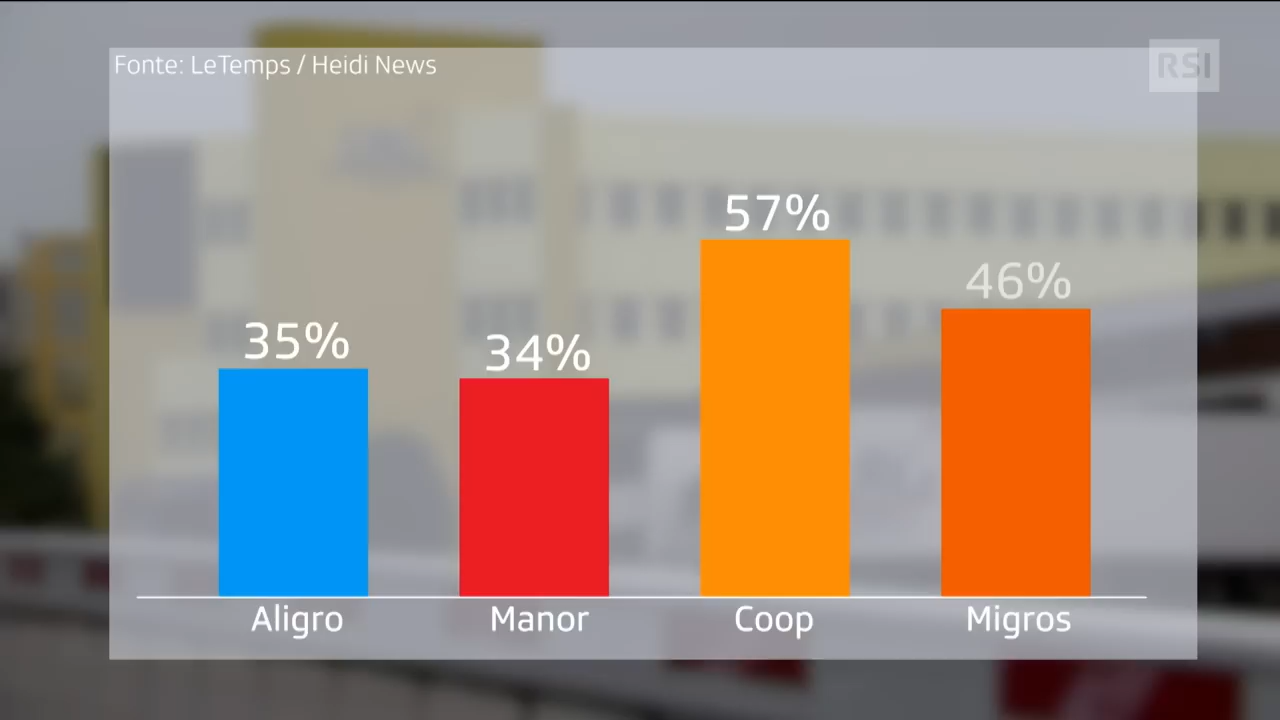 Fonte: LeTemps / Heidi News
RSI
57%
46%
35%
34%
Aligro
Manor
Coop
Migros